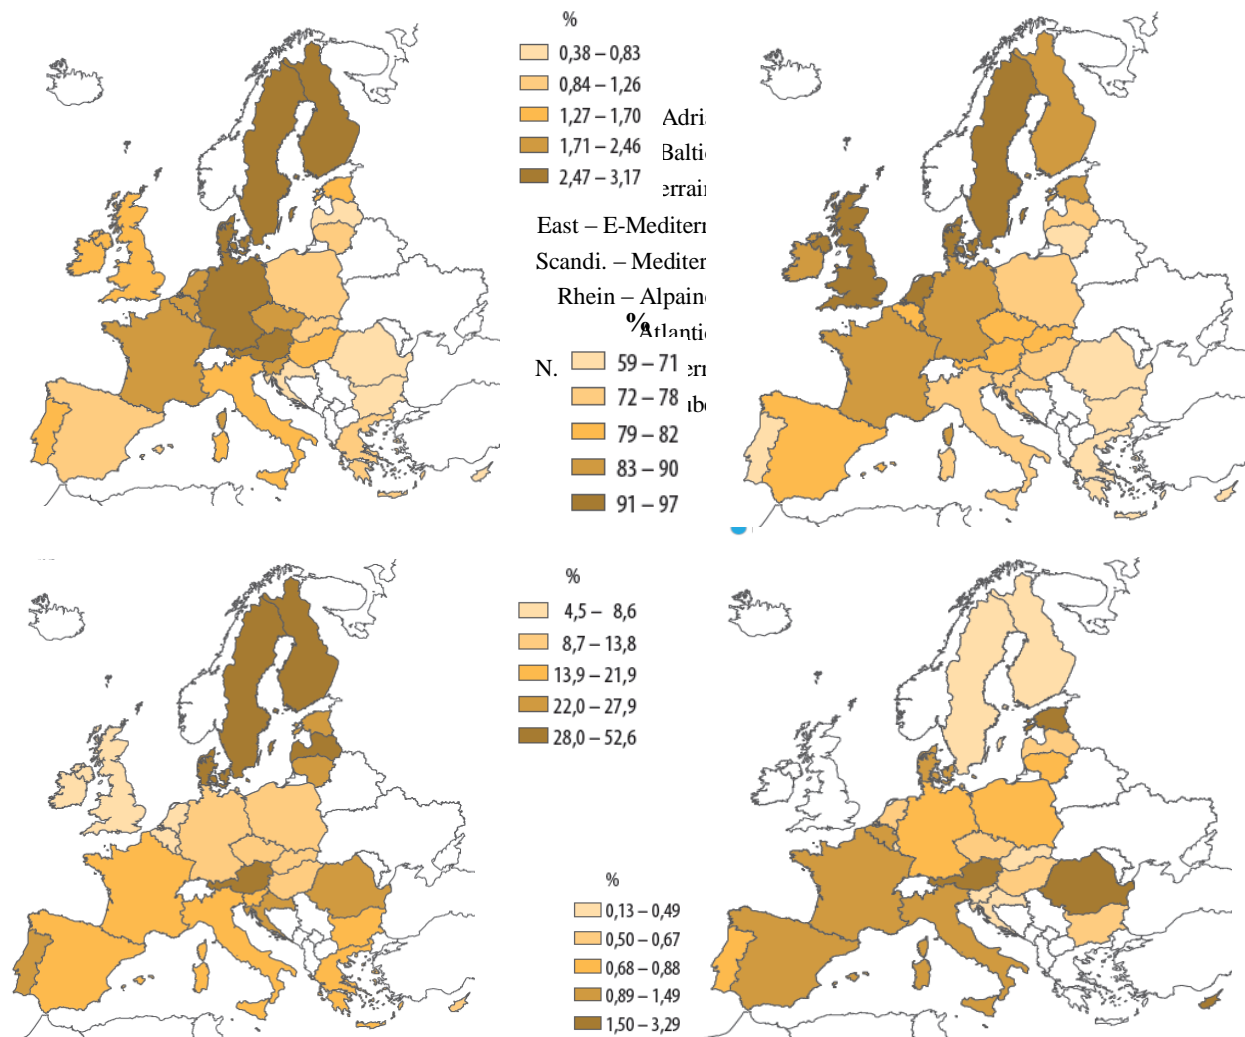 %
0,38 – 0,83
0,84 – 1,26
1,27 – 1,70
1,71 – 2,46
2,47 – 3,17
East – E-Mediterr
Scandi. – Mediter
Rhein – Alpain
%
N.
59 – 71
72 – 78
79 – 82
83 – 90
91 – 97
%
4,5 – 8,6
8,7 – 13,8
13,9 – 21,9
22,0 – 27,9
28,0 – 52,6
%
0,13 – 0,49
0,50 – 0,67
0,68 – 0,88
0,89 – 1,49
1,50 – 3,29